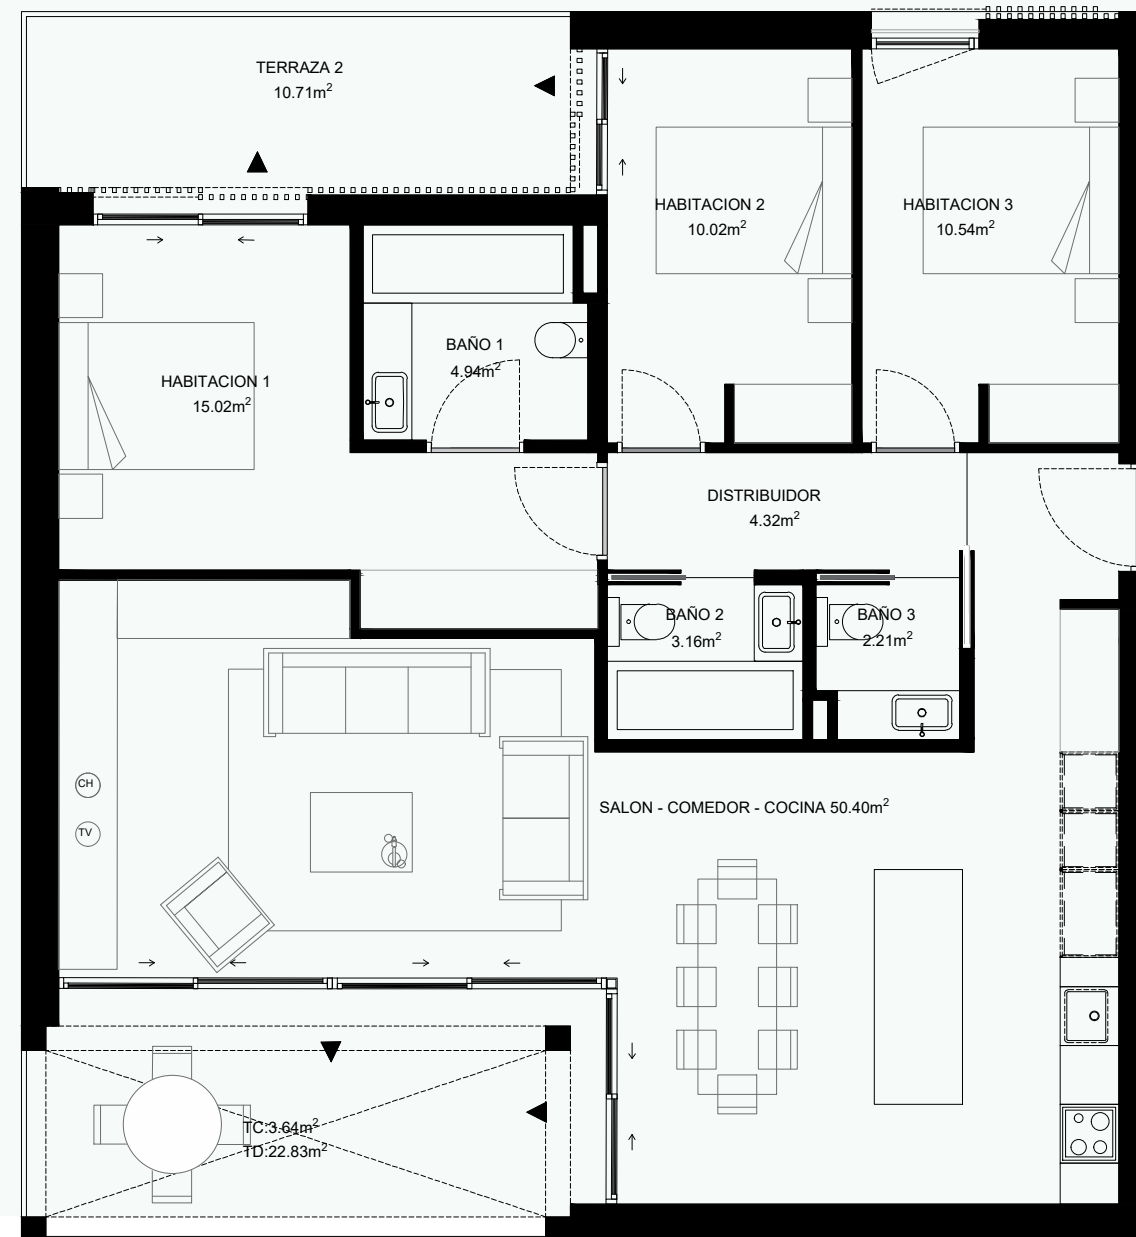 TERRAZA 2
10.71m²
HABITACION 2
10.02m²
HABITACION 3
10.54m²
BAÑO 1
4.94m²
HABITACION 1
15.02m²
DISTRIBUIDOR
4.32m²
BAÑO 2
3.16m²
BAÑO 3
2.21m²
CH
TV
SALON - COMEDOR - COCINA 50.40m²
TC:3.64m²
TD:22.83m²